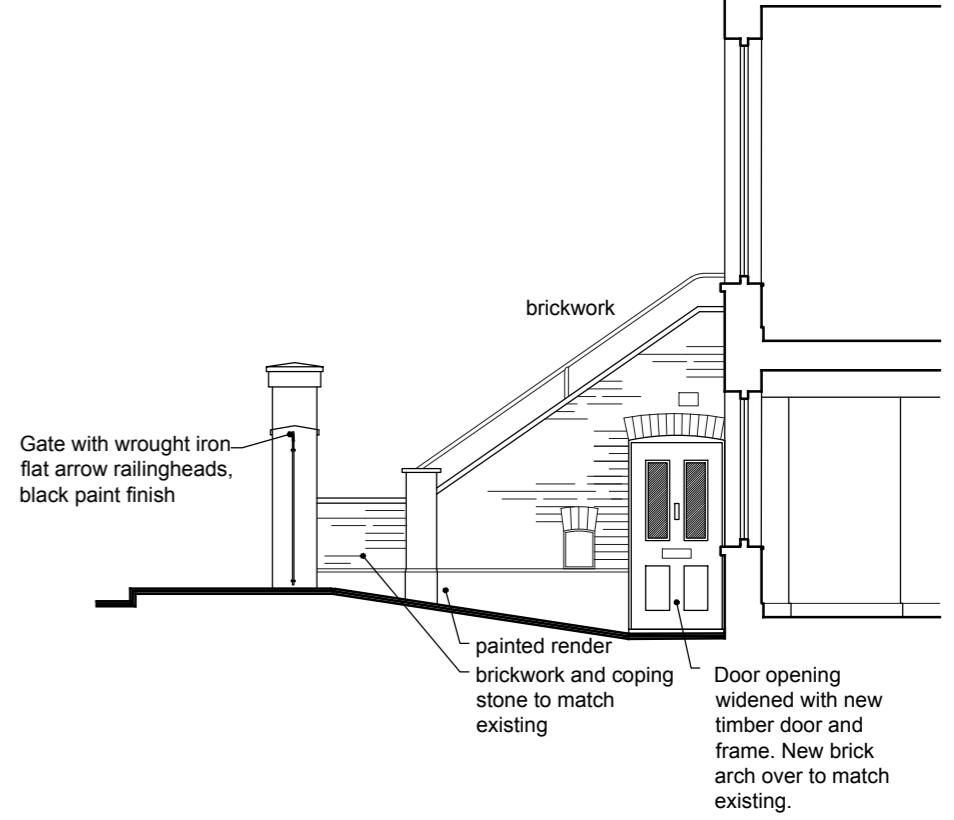 brickwork
Gate with wrought iron
flat arrow railingheads,
black paint finish
painted render
brickwork and coping
stone to match
existing
Door opening
widened with new
timber door and
frame. New brick
arch over to match
existing.